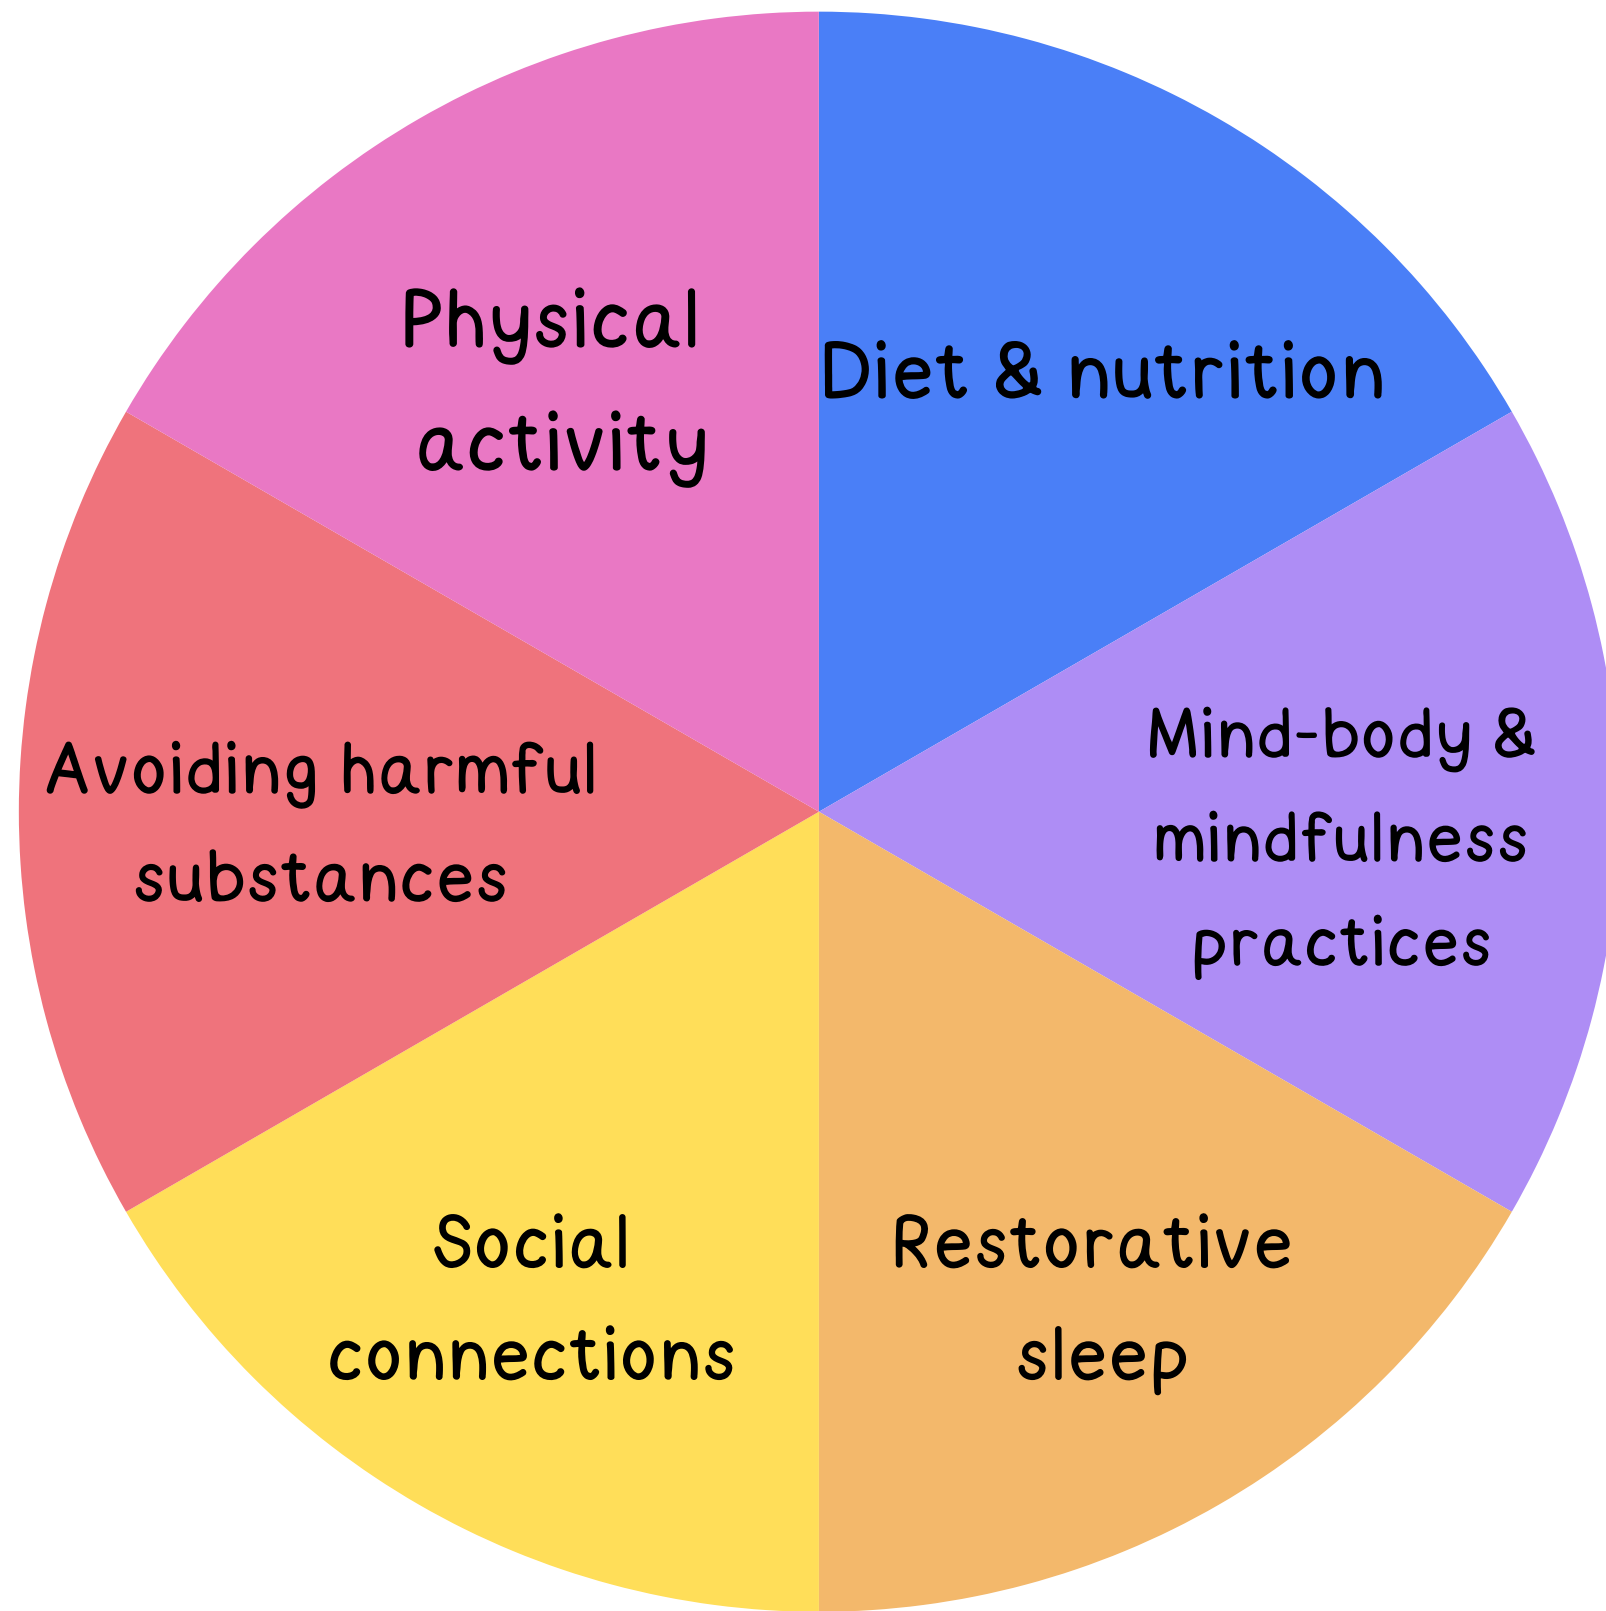 Physical
activity
Diet & nutrition
Mind-body &
mindfulness
practices
Restorative
sleep
Social
connections
Avoiding harmful
substances